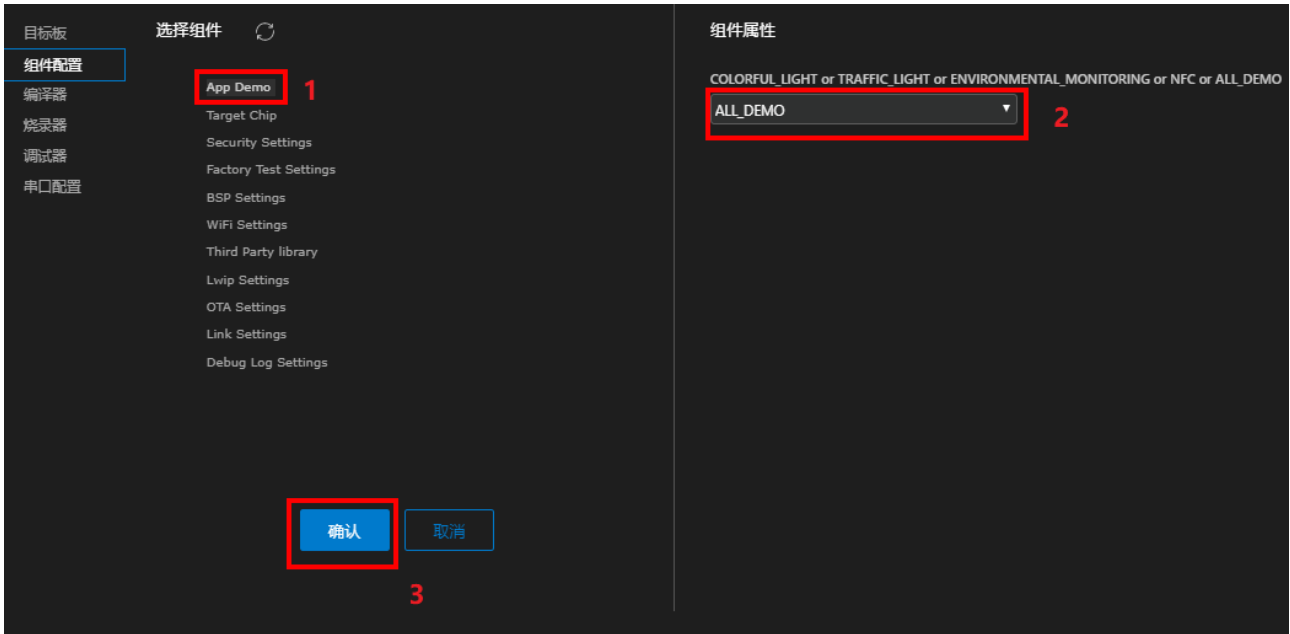 目标板
组件配置
编译器
烧录器
调试器
串口配置
选择组件
App Demo
1
Target Chip
Security Settings
Factory Test Settings
BSP Settings
WiFi Settings
Third Party library
Lwip Settings
OTA Settings
Link Settings
Debug Log Settings
确认
取消
3
组件属性
COLORFUL_LIGHT or TRAFFIC_LIGHT or ENVIRONMENTAL_MONITORING or NFC or ALL_DEMO
ALL_DEMO
2